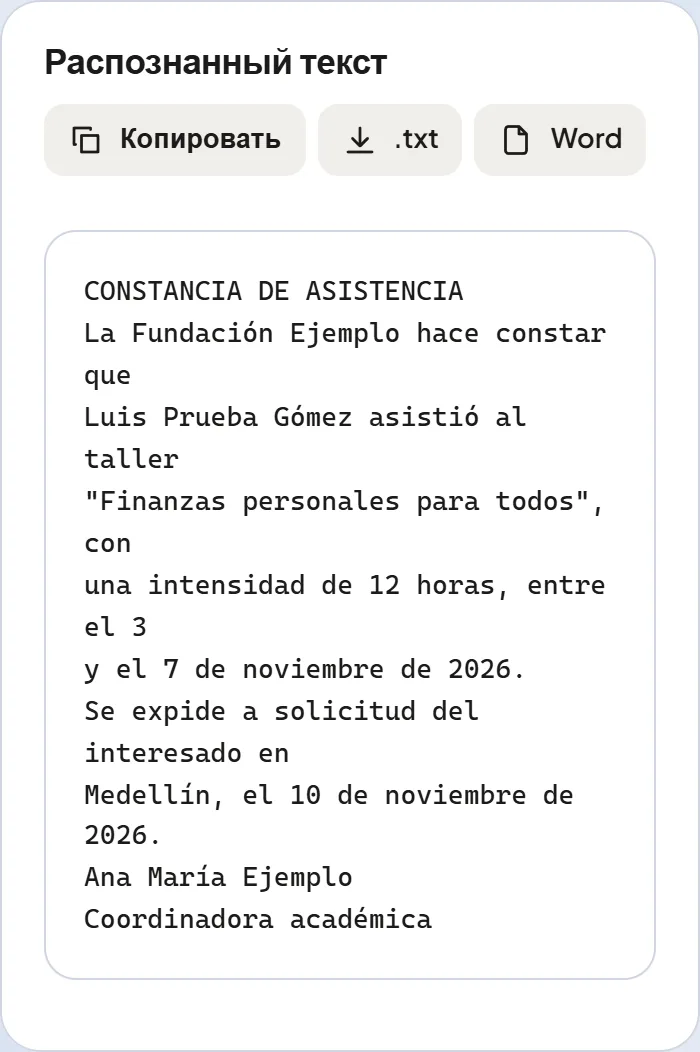 Распознанный текст
Копировать
.txt
Word
CONSTANCIA DE ASISTENCIA
La Fundación Ejemplo hace constar
que
Luis Prueba Gómez asistió al
taller
"Finanzas personales para todos",
con
una intensidad de 12 horas, entre
el 3
y el 7 de noviembre de 2026.
Se expide a solicitud del
interesado en
Medellín, el 10 de noviembre de
2026.
Ana María Ejemplo
Coordinadora académica